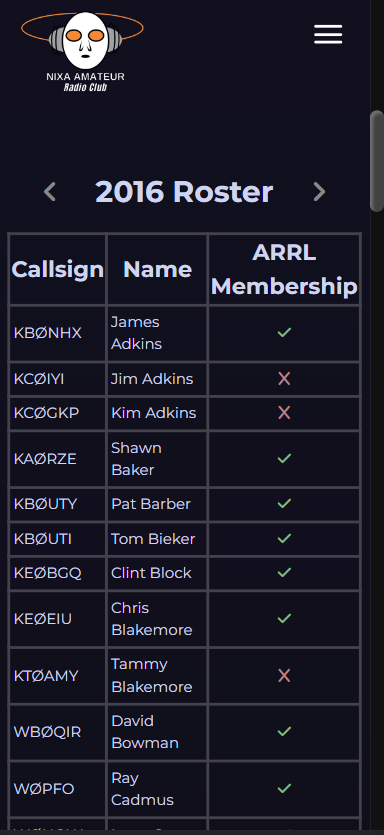 NIXA AMATEUR
Radio Club
2016 Roster
Callsign Name ARRL
Membership
KBØNHX James
Adkins
KCØIYI Jim Adkins
KCØGKP Kim Adkins
KAØRZE Shawn
Baker
KBØUTY Pat Barber
KBØUTI Tom Bieker
KEØBGQ Clint Block
KEØEIU Chris
Blakemore
KTØAMY Tammy
Blakemore
WBØQIR David
Bowman
WØPFO Ray
Cadmus